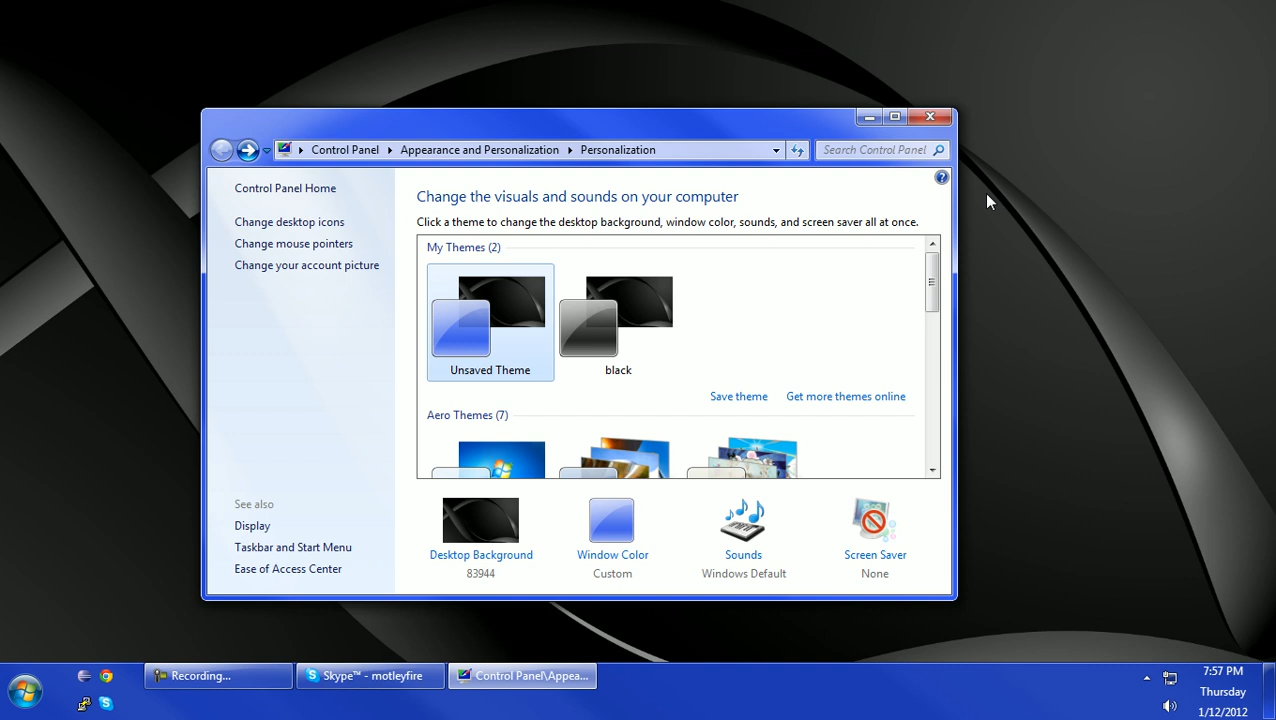 Control Panel Appearance and Personalization Personalization Search Control Panel
Control Panel Home
Change desktop icons
Change mouse pointers
Change your account picture
Change the visuals and sounds on your computer
Click a theme to change the desktop background, window color, sounds, and screen saver all at once.
My Themes (2)
Unsaved Theme black
Save theme Get more themes online
Aero Themes (7)
See also
Display
Taskbar and Start Menu
Ease of Access Center
Desktop Background Window Color Sounds Screen Saver
83944 Custom Windows Default None
Recording... Skype™ - motleyfire Control Panel\Appea...
7:57 PM
Thursday
1/12/2012